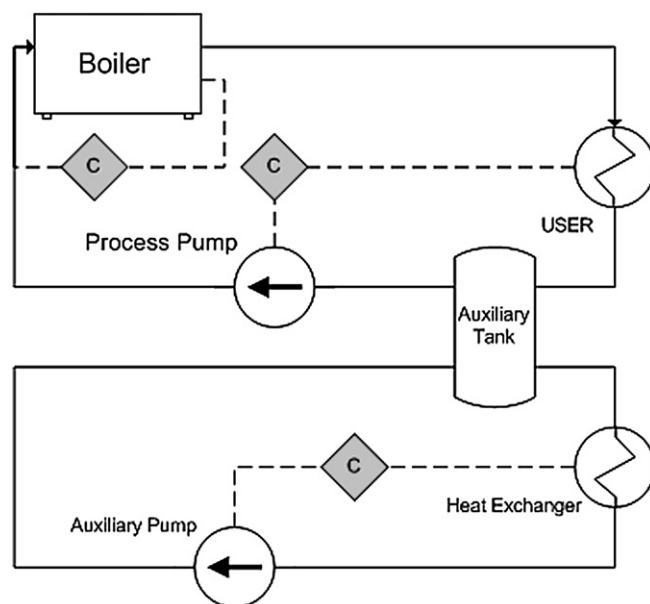 Boiler
C
C
USER
Process Pump
Auxiliary
Tank
C
Heat Exchanger
Auxiliary Pump